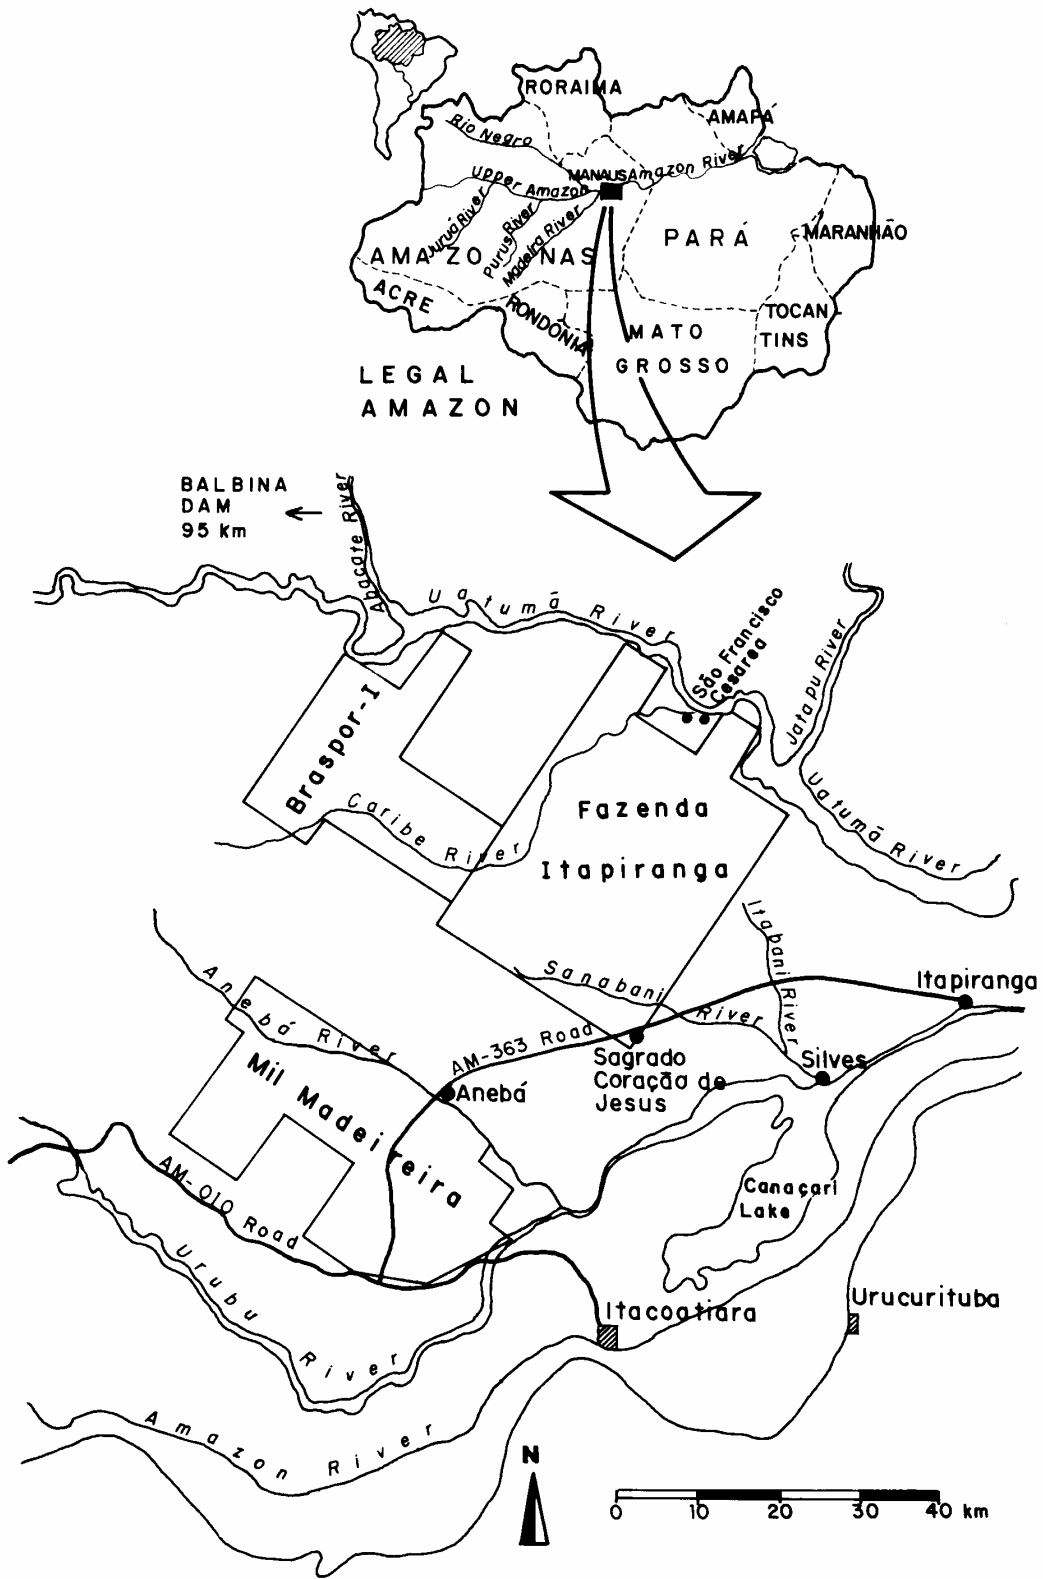 RORAIMA
AMAPÁ
Rio Negro
MANAUS
Amazon River
Upper Amazon
Juruá River
Purus River
Madeira River
AMAZONAS
PARÁ
MARANHÃO
ACRE
RONDÔNIA
MATO
GROSSO
TOCAN
TINS
LEGAL
AMAZON
BALBINA
DAM
95 km
Abacate River
Uatumã River
São Francisco
Cesarea
Jatapu River
Uatumã River
Braspor-I
Caribe River
Fazenda
Itapiranga
Itabani River
Sanabani River
Itapiranga
Anebá River
AM-363 Road
Sagrado
Coração de
Jesus
Silves
Mil Madeireira
Anebá
AM-010 Road
Canaçari
Lake
Urubu River
Itacoatiara
Urucurituba
Amazon River
N
0 10 20 30 40 km